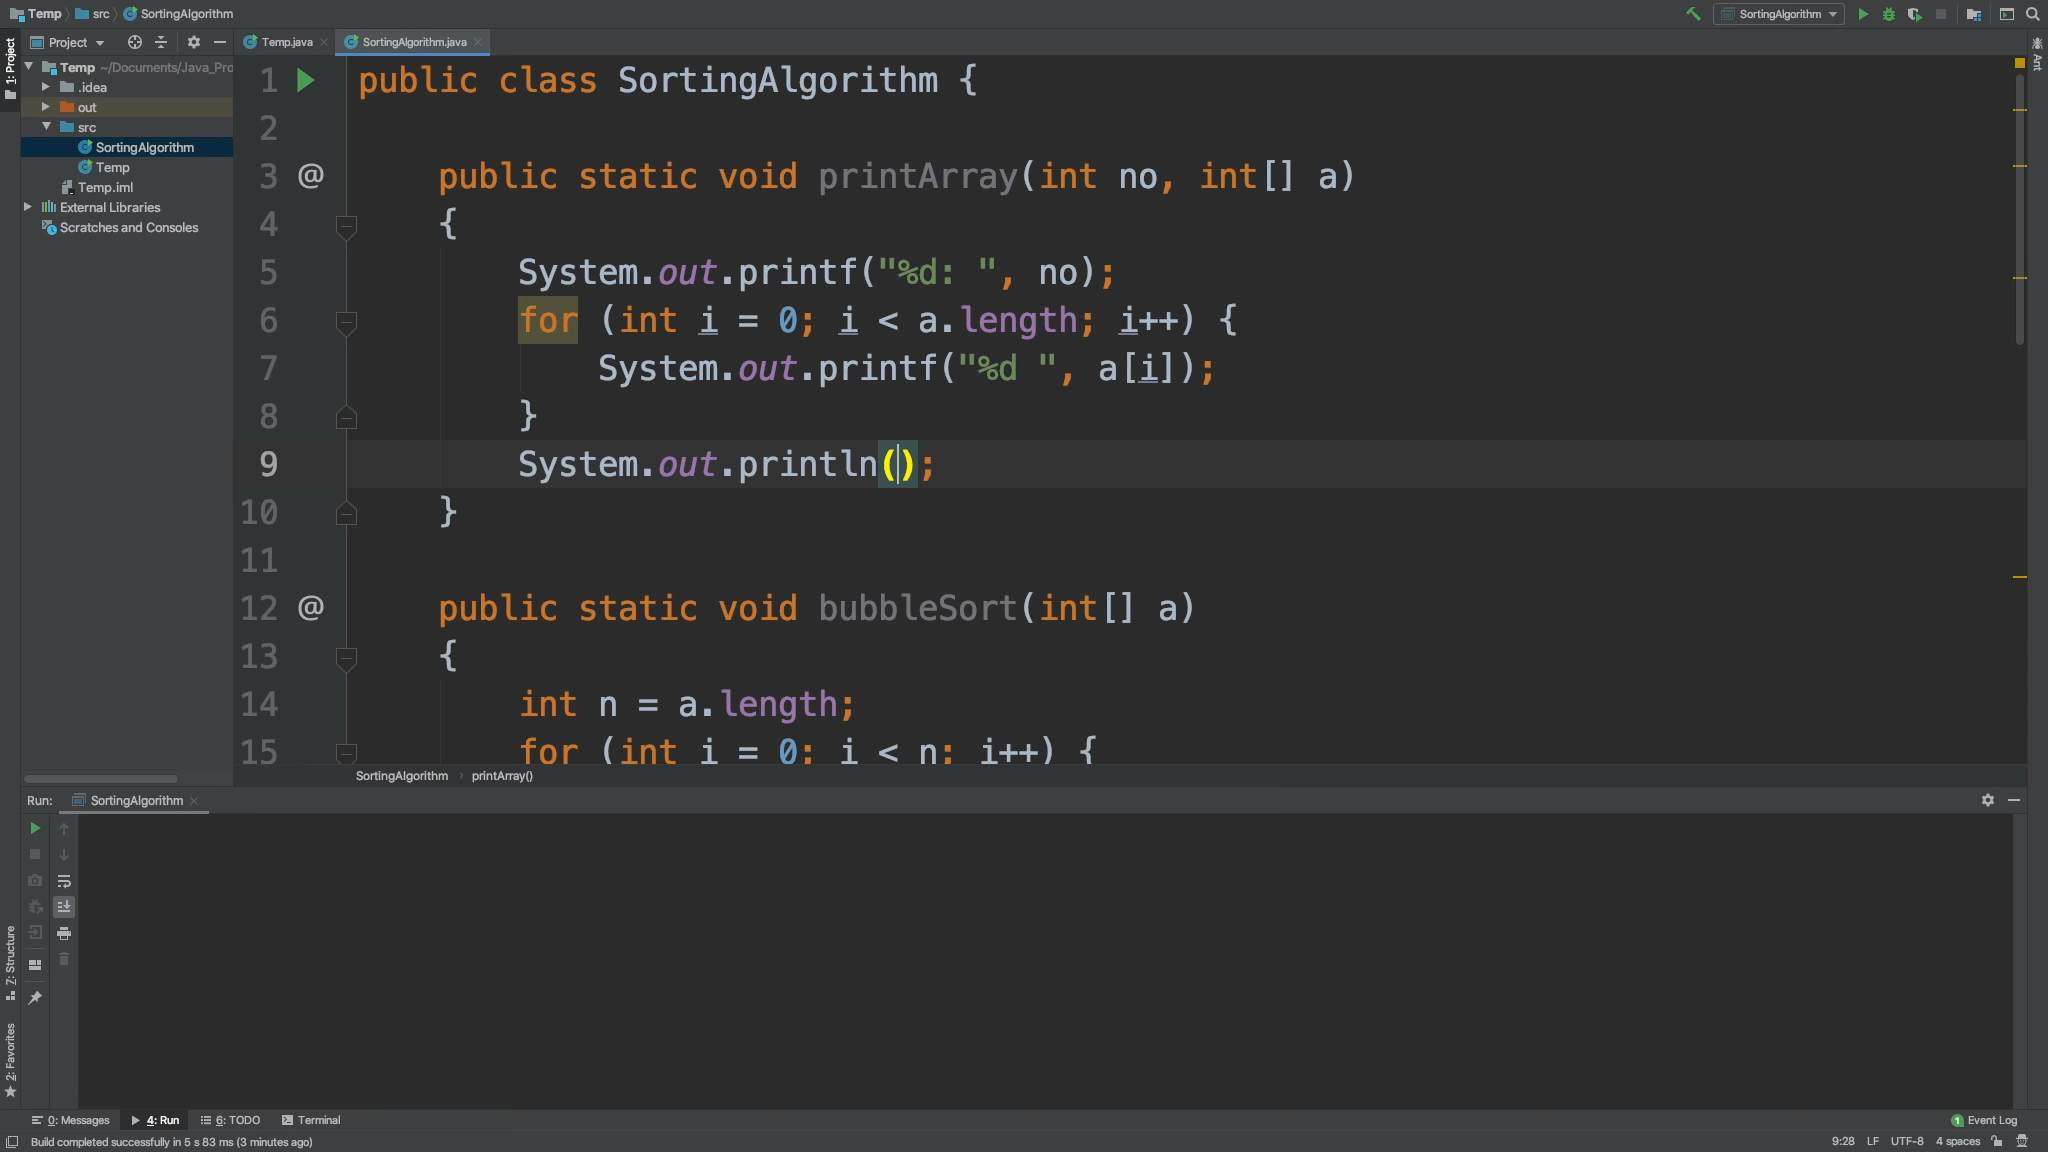 Temp src SortingAlgorithm
SortingAlgorithm
1: Project
Project
Temp.java
SortingAlgorithm.java
Ant
Temp ~/Documents/Java_Pro
.idea
out
src
SortingAlgorithm
Temp
Temp.iml
External Libraries
Scratches and Consoles
1 public class SortingAlgorithm {
2
3 @ public static void printArray(int no, int[] a)
4 {
5 System.out.printf("%d: ", no);
6 for (int i = 0; i < a.length; i++) {
7 System.out.printf("%d ", a[i]);
8 }
9 System.out.println();
10 }
11
12 @ public static void bubbleSort(int[] a)
13 {
14 int n = a.length;
15 for (int i = 0; i < n; i++) {
SortingAlgorithm printArray()
Run: SortingAlgorithm
Z: Structure
2: Favorites
0: Messages 4: Run 6: TODO Terminal
1 Event Log
Build completed successfully in 5 s 83 ms (3 minutes ago)
9:28 LF UTF-8 4 spaces